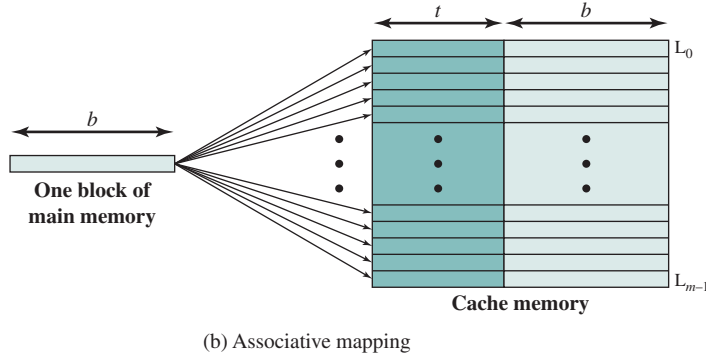 t b
L0
b
One block of
main memory
Lm–1
Cache memory
(b) Associative mapping